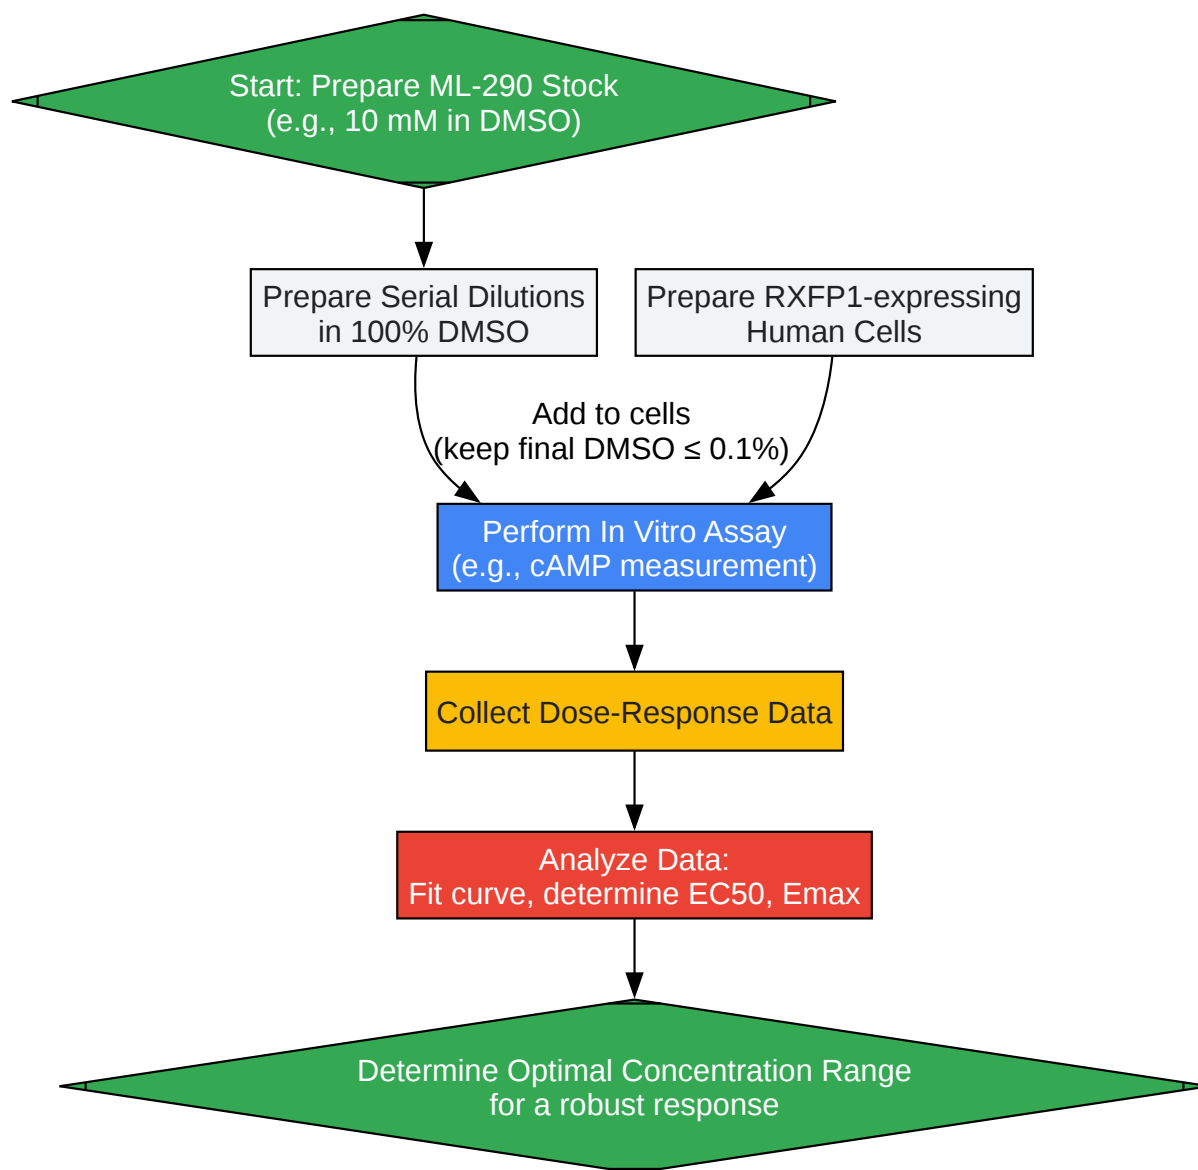 Start: Prepare ML-290 Stock
(e.g., 10 mM in DMSO)
Prepare Serial Dilutions
in 100% DMSO
Prepare RXFP1-expressing
Human Cells
Add to cells
(keep final DMSO ≤ 0.1%)
Perform In Vitro Assay
(e.g., cAMP measurement)
Collect Dose-Response Data
Analyze Data:
Fit curve, determine EC50, Emax
Determine Optimal Concentration Range
for a robust response